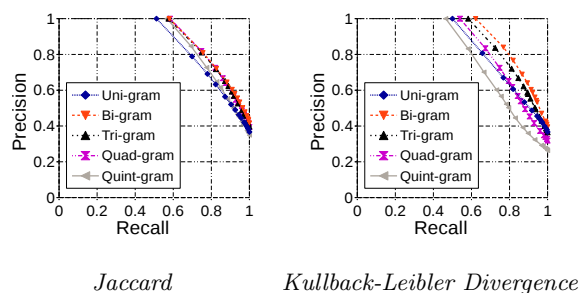 Precision
1
0.8
0.6
0.4
0.2
0
Uni-gram
Bi-gram
Tri-gram
Quad-gram
Quint-gram
0 0.2 0.4 0.6 0.8 1
Recall
Jaccard
Precision
1
0.8
0.6
0.4
0.2
0
Uni-gram
Bi-gram
Tri-gram
Quad-gram
Quint-gram
0 0.2 0.4 0.6 0.8 1
Recall
Kullback-Leibler Divergence